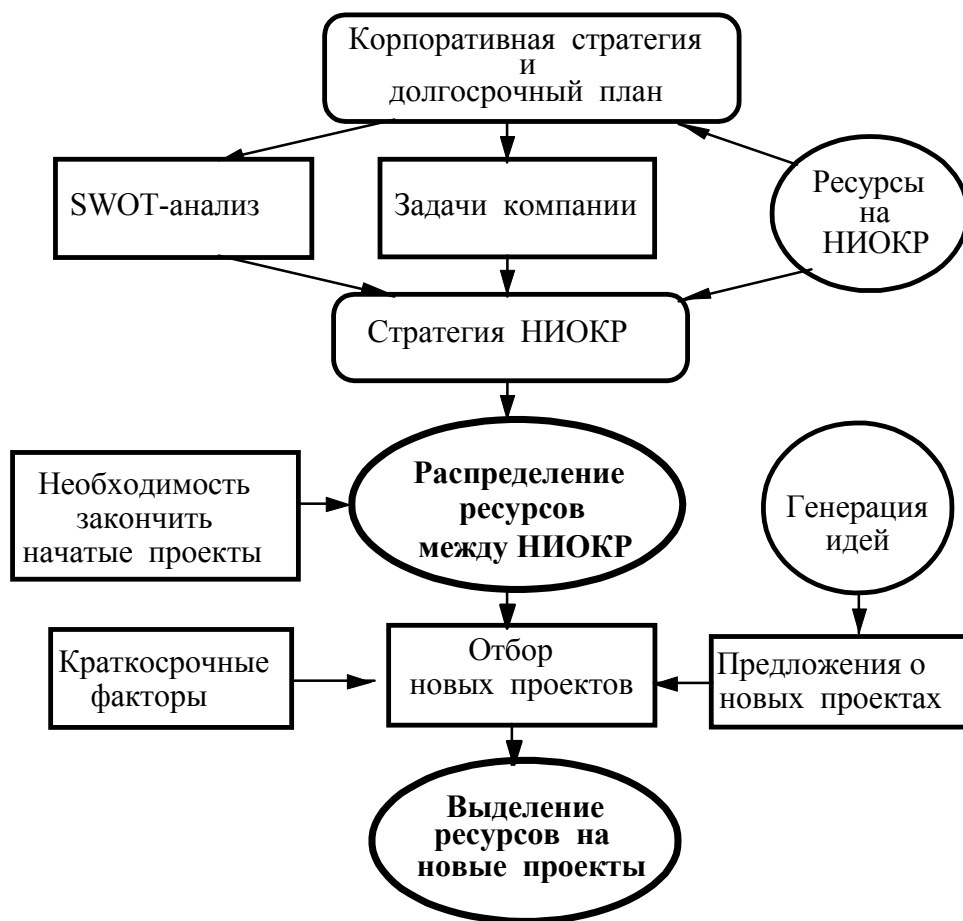 Корпоративная стратегия
и
долгосрочный план
SWOT-анализ
Задачи компании
Ресурсы
на
НИОКР
Стратегия НИОКР
Необходимость
закончить
начатые проекты
Распределение
ресурсов
между НИОКР
Генерация
идей
Краткосрочные
факторы
Отбор
новых проектов
Предложения о
новых проектах
Выделение
ресурсов на
новые проекты